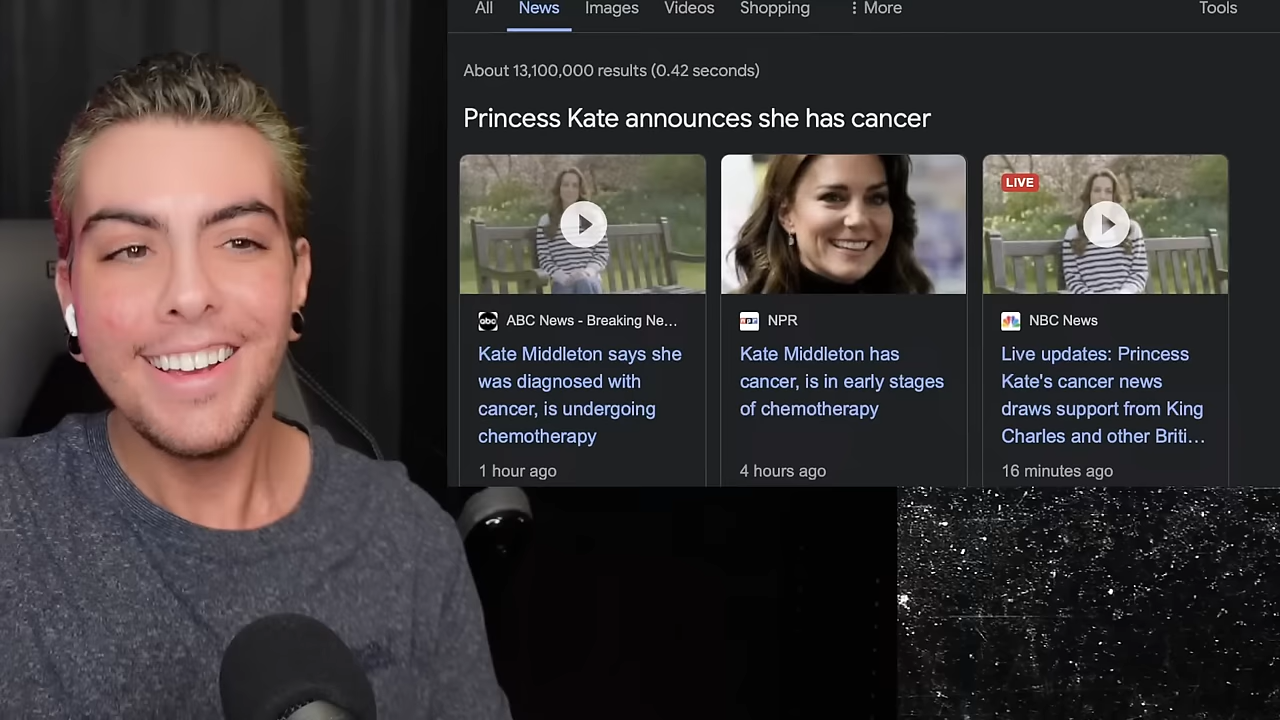 All News Images Videos Shopping More Tools
About 13,100,000 results (0.42 seconds)
Princess Kate announces she has cancer
LIVE
abc ABC News - Breaking Ne...
Kate Middleton says she
was diagnosed with
cancer, is undergoing
chemotherapy
1 hour ago
npr NPR
Kate Middleton has
cancer, is in early stages
of chemotherapy
4 hours ago
NBC News
Live updates: Princess
Kate's cancer news
draws support from King
Charles and other Briti...
16 minutes ago